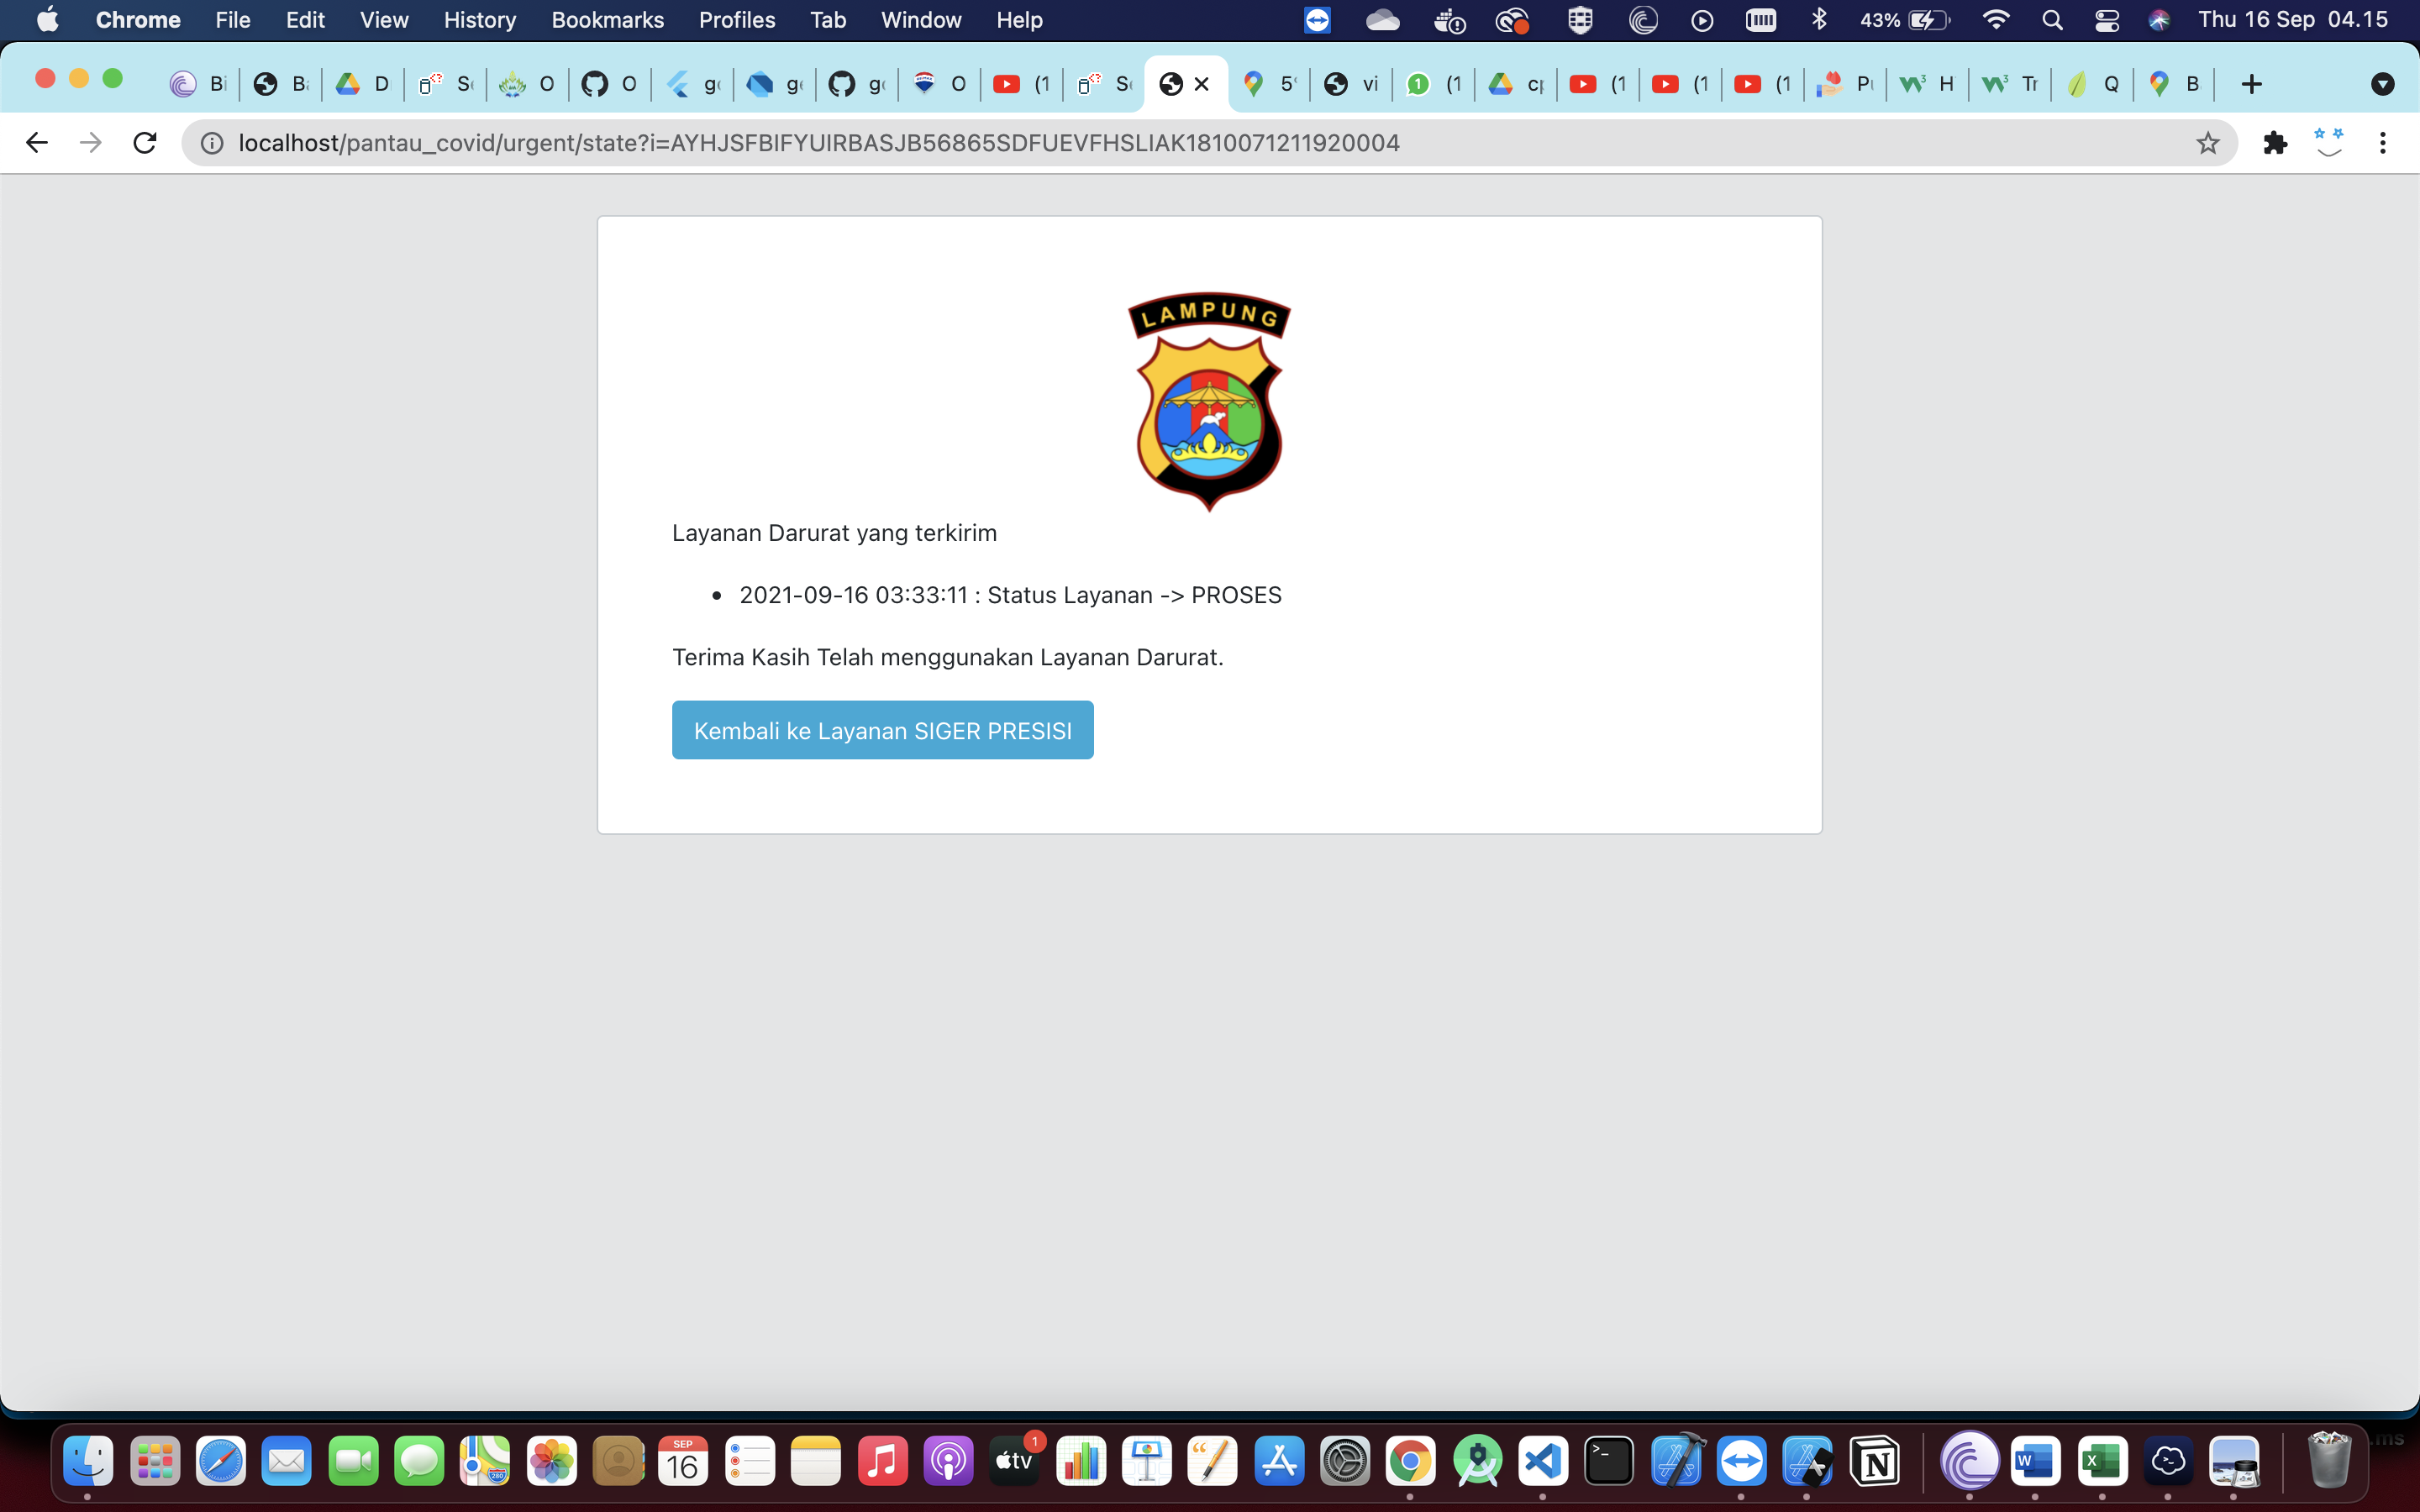 Chrome File Edit View History Bookmarks Profiles Tab Window Help 43% Thu 16 Sep 04.15
Bi B D S O O g g g O (1 S 5 vi 1 (1 c (1 (1 (1 P H Tr Q B
localhost/pantau_covid/urgent/state?i=AYHJSFBIFYUIRBASJB56865SDFUEVFHSLIAK1810071211920004
LAMPUNG
Layanan Darurat yang terkirim
2021-09-16 03:33:11 : Status Layanan -> PROSES
Terima Kasih Telah menggunakan Layanan Darurat.
Kembali ke Layanan SIGER PRESISI
280 SEP 16 tv 1 W X